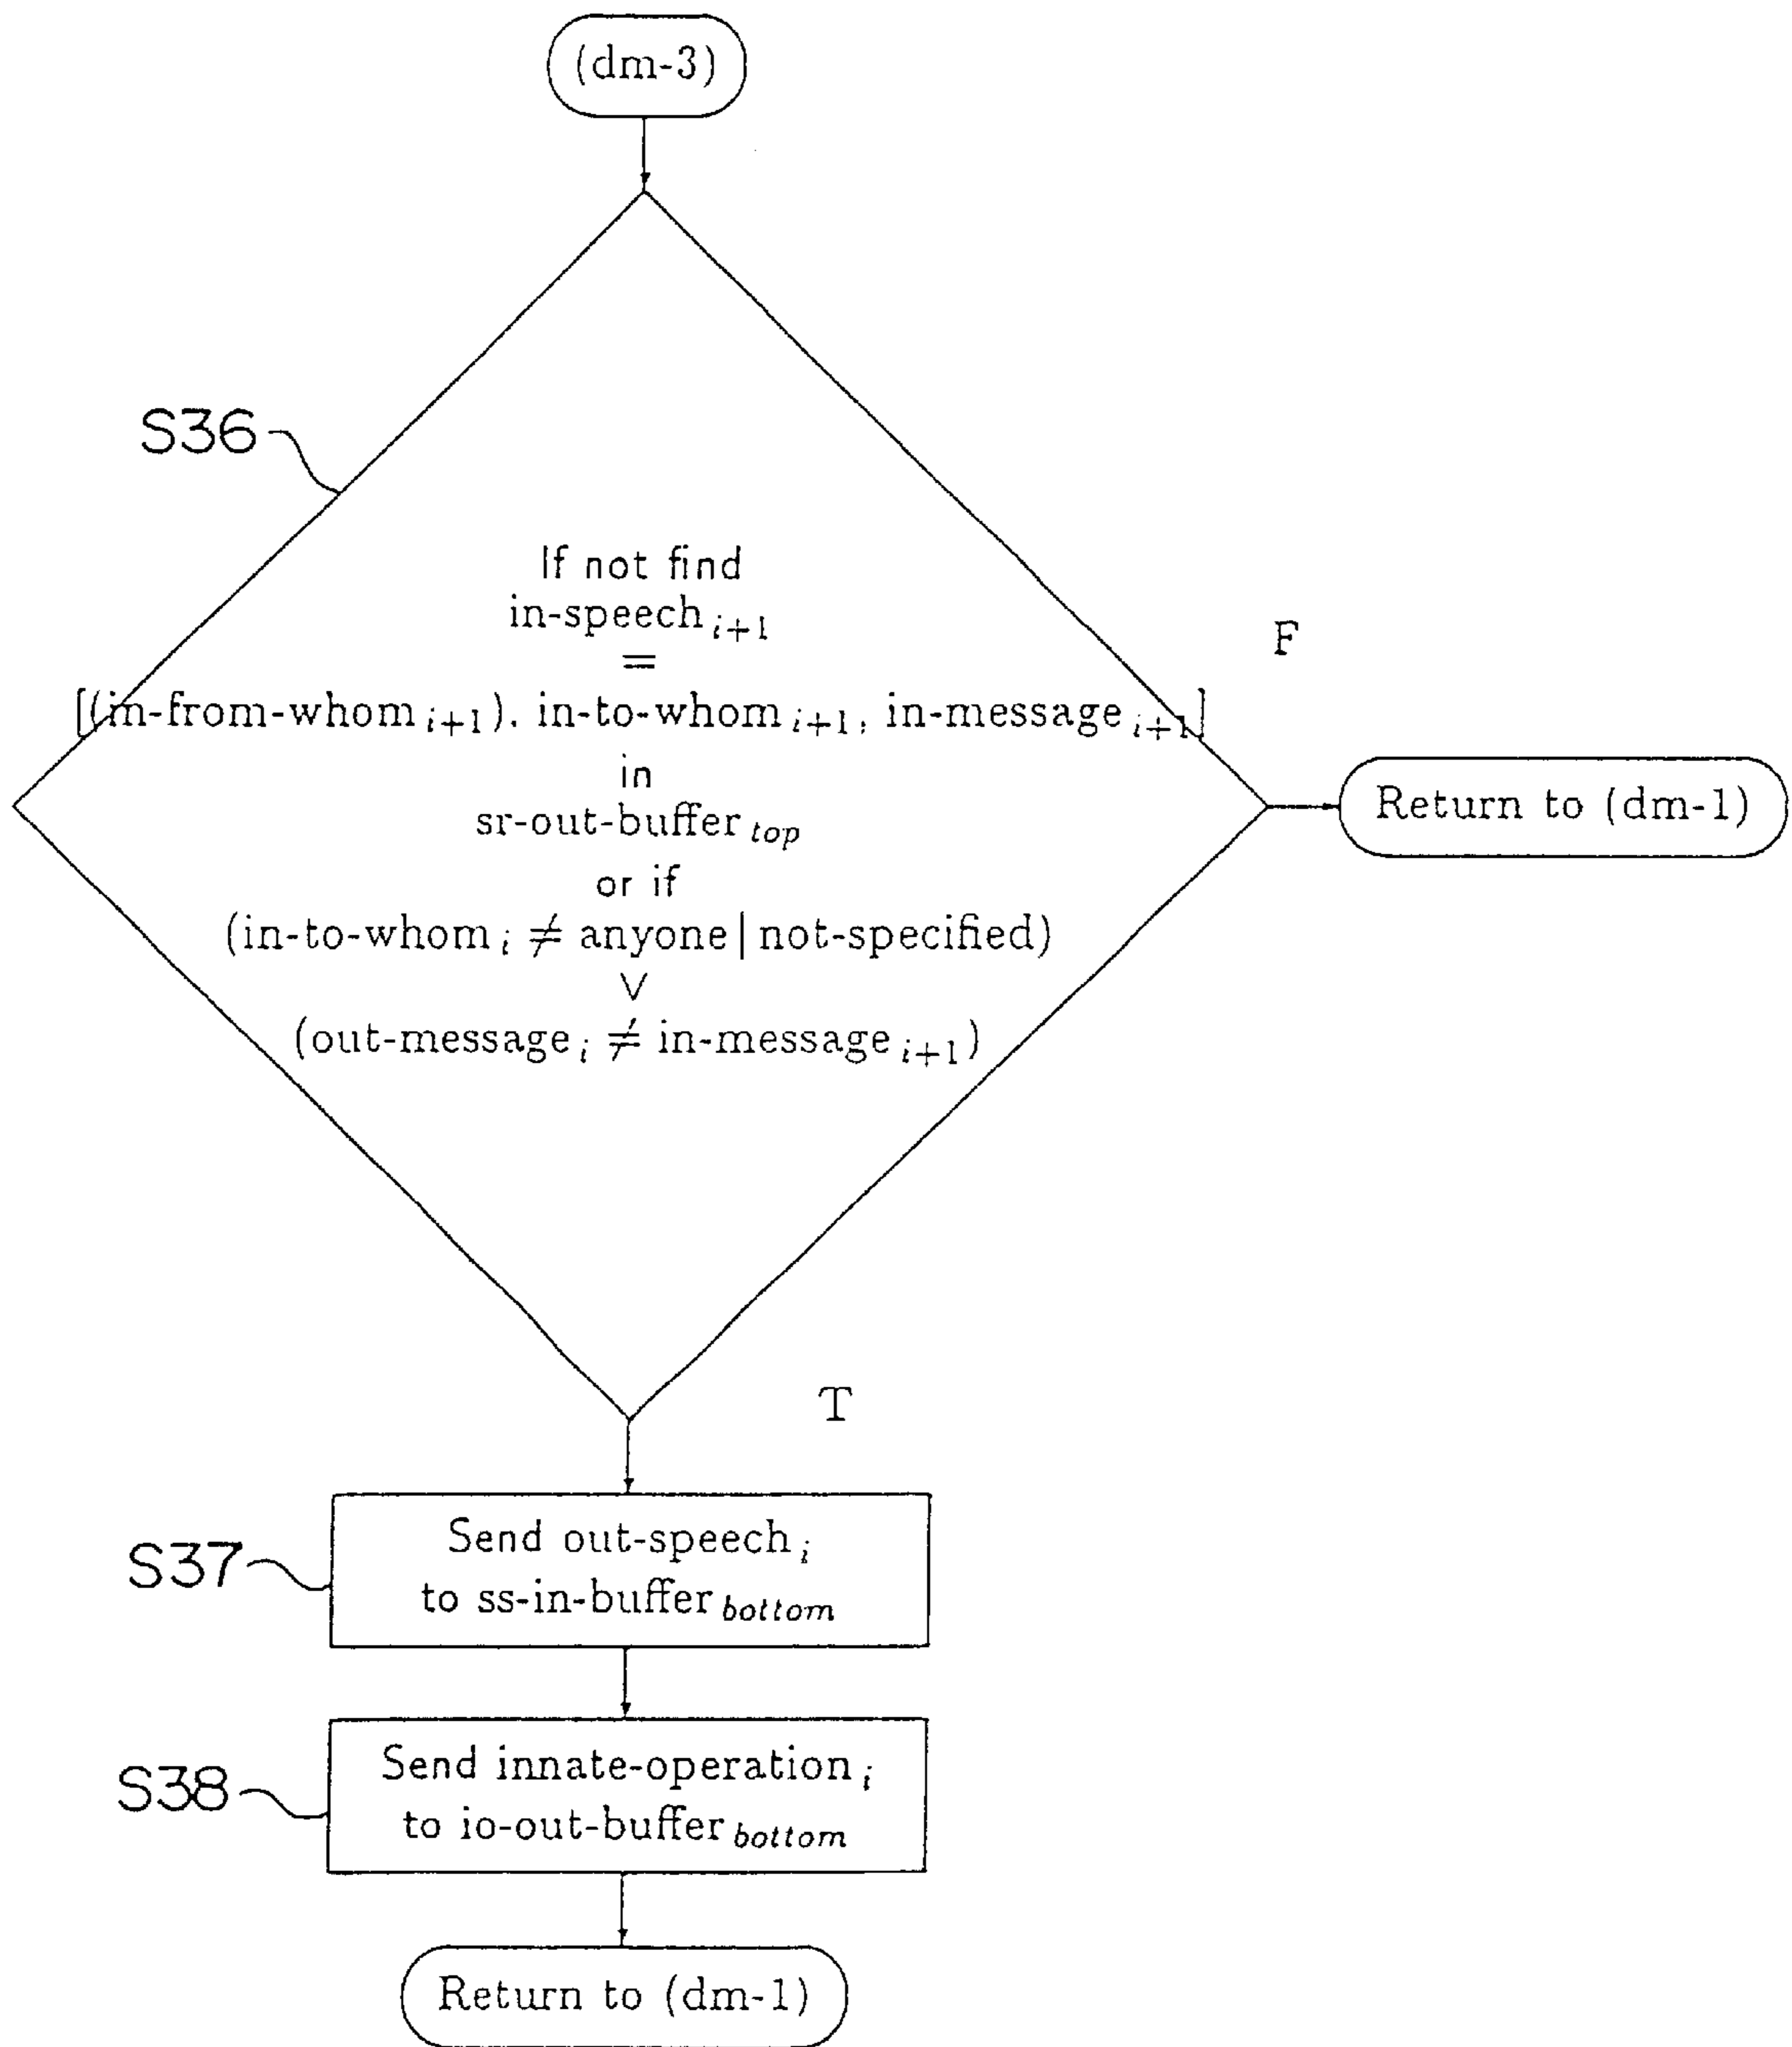 (dm-3)
S36
If not find
in-speech i+1
=
[(in-from-whom i+1), in-to-whom i+1, in-message i+1]
in
sr-out-buffer top
or if
(in-to-whom i ≠ anyone | not-specified)
∨
(out-message i ≠ in-message i+1)
F
Return to (dm-1)
T
S37
Send out-speech i
to ss-in-buffer bottom
S38
Send innate-operation i
to io-out-buffer bottom
Return to (dm-1)